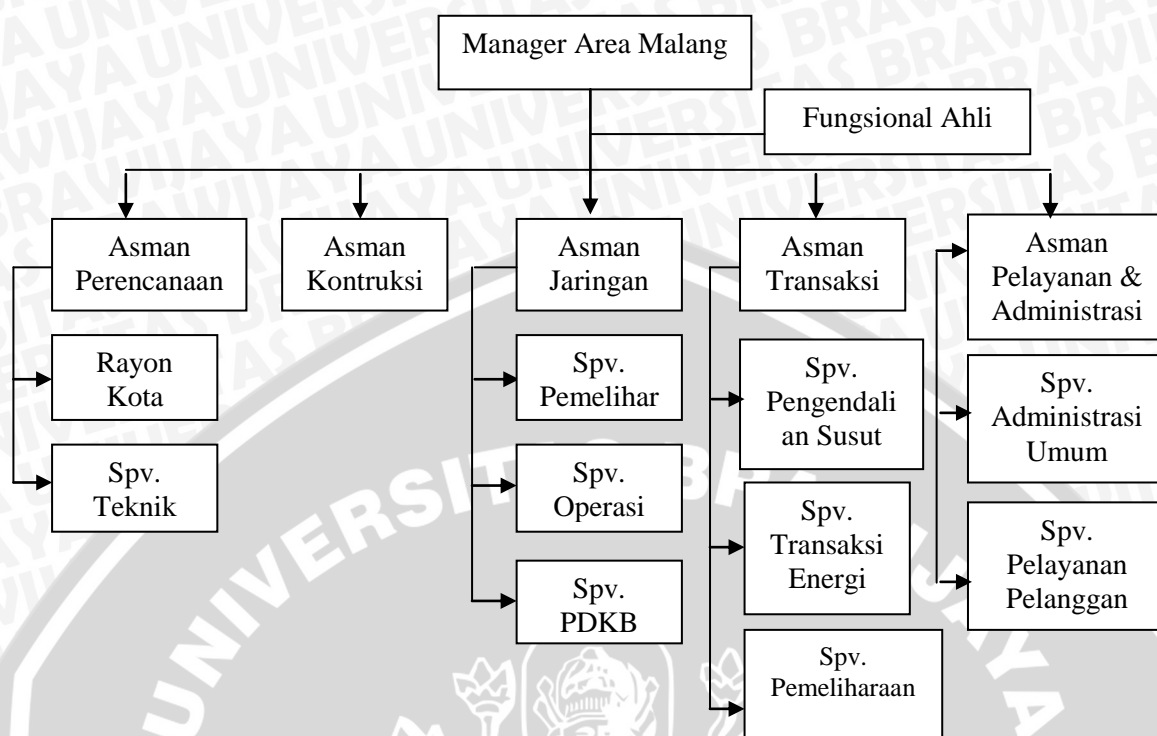 Manager Area Malang
Fungsional Ahli
Asman
Perencanaan
Asman
Kontruksi
Asman
Jaringan
Asman
Transaksi
Asman
Pelayanan &
Administrasi
Rayon
Kota
Spv.
Teknik
Spv.
Pemelihar
Spv.
Operasi
Spv.
PDKB
Spv.
Pengendali
an Susut
Spv.
Transaksi
Energi
Spv.
Pemeliharaan
Spv.
Administrasi
Umum
Spv.
Pelayanan
Pelanggan
UNIVERSITAS BRAWIJAYA